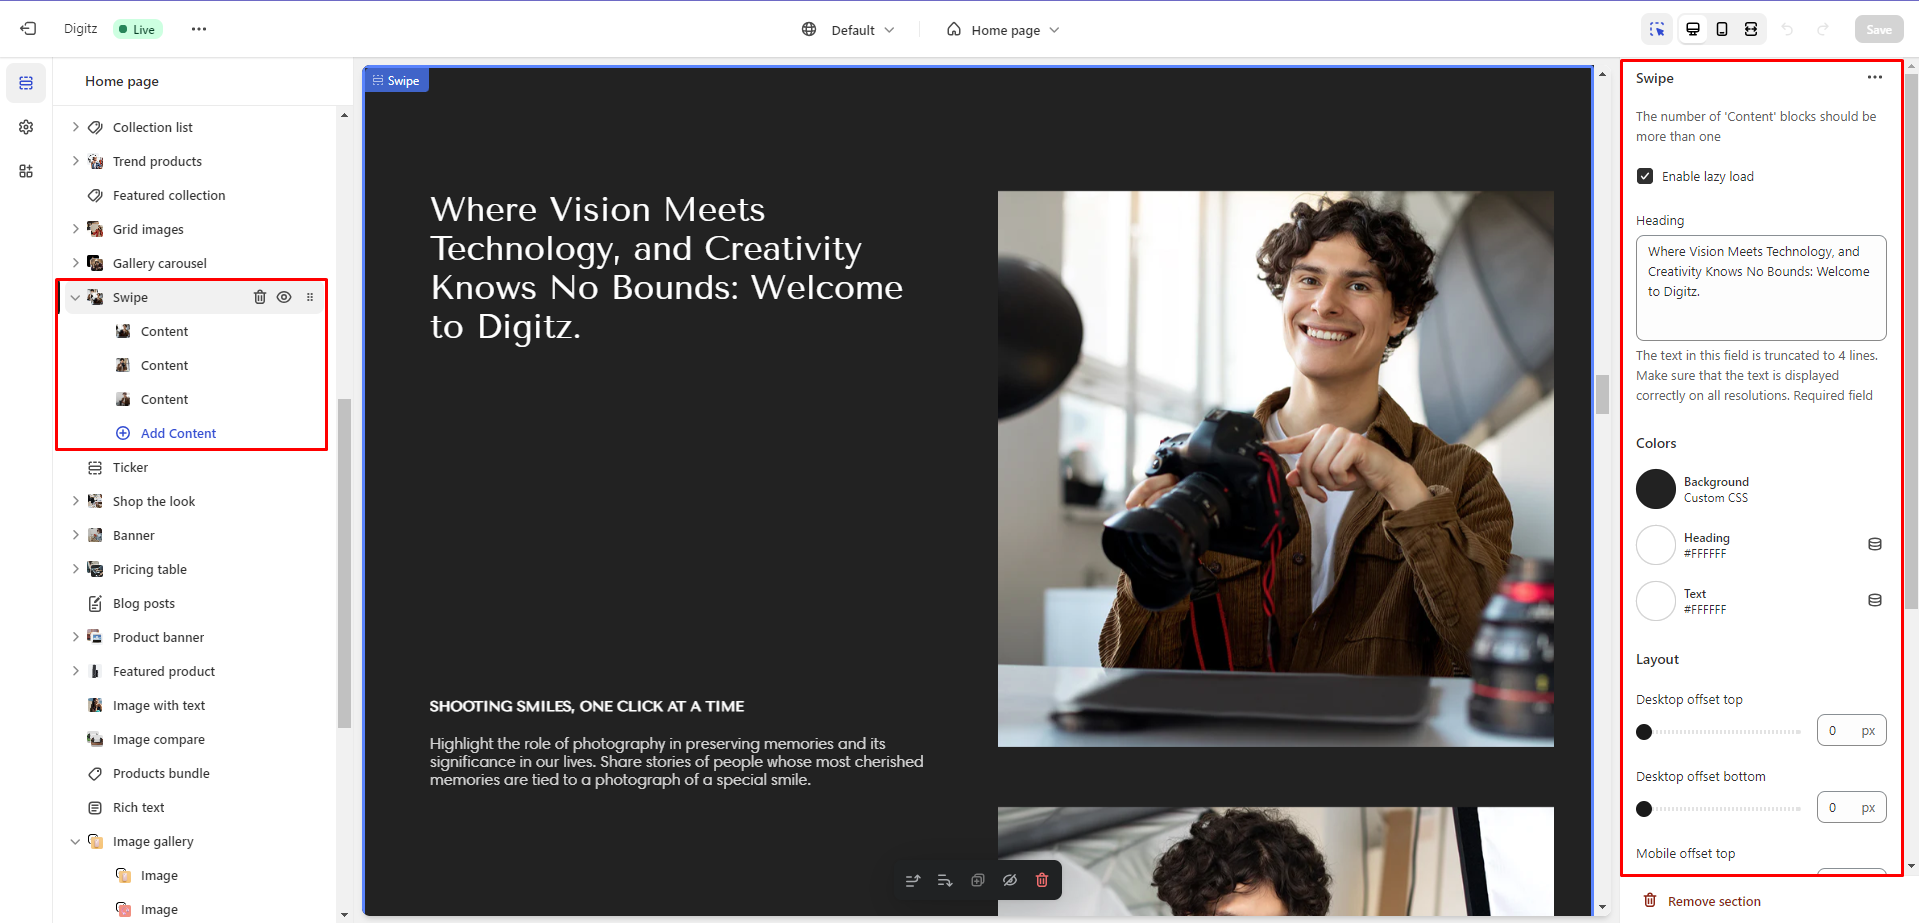 Digitz
Live
Default
Home page
Save
Home page
Collection list
Trend products
Featured collection
Grid images
Gallery carousel
Swipe
Content
Content
Content
Add Content
Ticker
Shop the look
Banner
Pricing table
Blog posts
Product banner
Featured product
Image with text
Image compare
Products bundle
Rich text
Image gallery
Image
Image
Swipe
Where Vision Meets
Technology, and Creativity
Knows No Bounds: Welcome
to Digitz.
SHOOTING SMILES, ONE CLICK AT A TIME
Highlight the role of photography in preserving memories and its
significance in our lives. Share stories of people whose most cherished
memories are tied to a photograph of a special smile.
Swipe
The number of 'Content' blocks should be
more than one
Enable lazy load
Heading
Where Vision Meets Technology, and
Creativity Knows No Bounds: Welcome
to Digitz.
The text in this field is truncated to 4 lines.
Make sure that the text is displayed
correctly on all resolutions. Required field
Colors
Background
Custom CSS
Heading
#FFFFFF
Text
#FFFFFF
Layout
Desktop offset top
0 px
Desktop offset bottom
0 px
Mobile offset top
Remove section